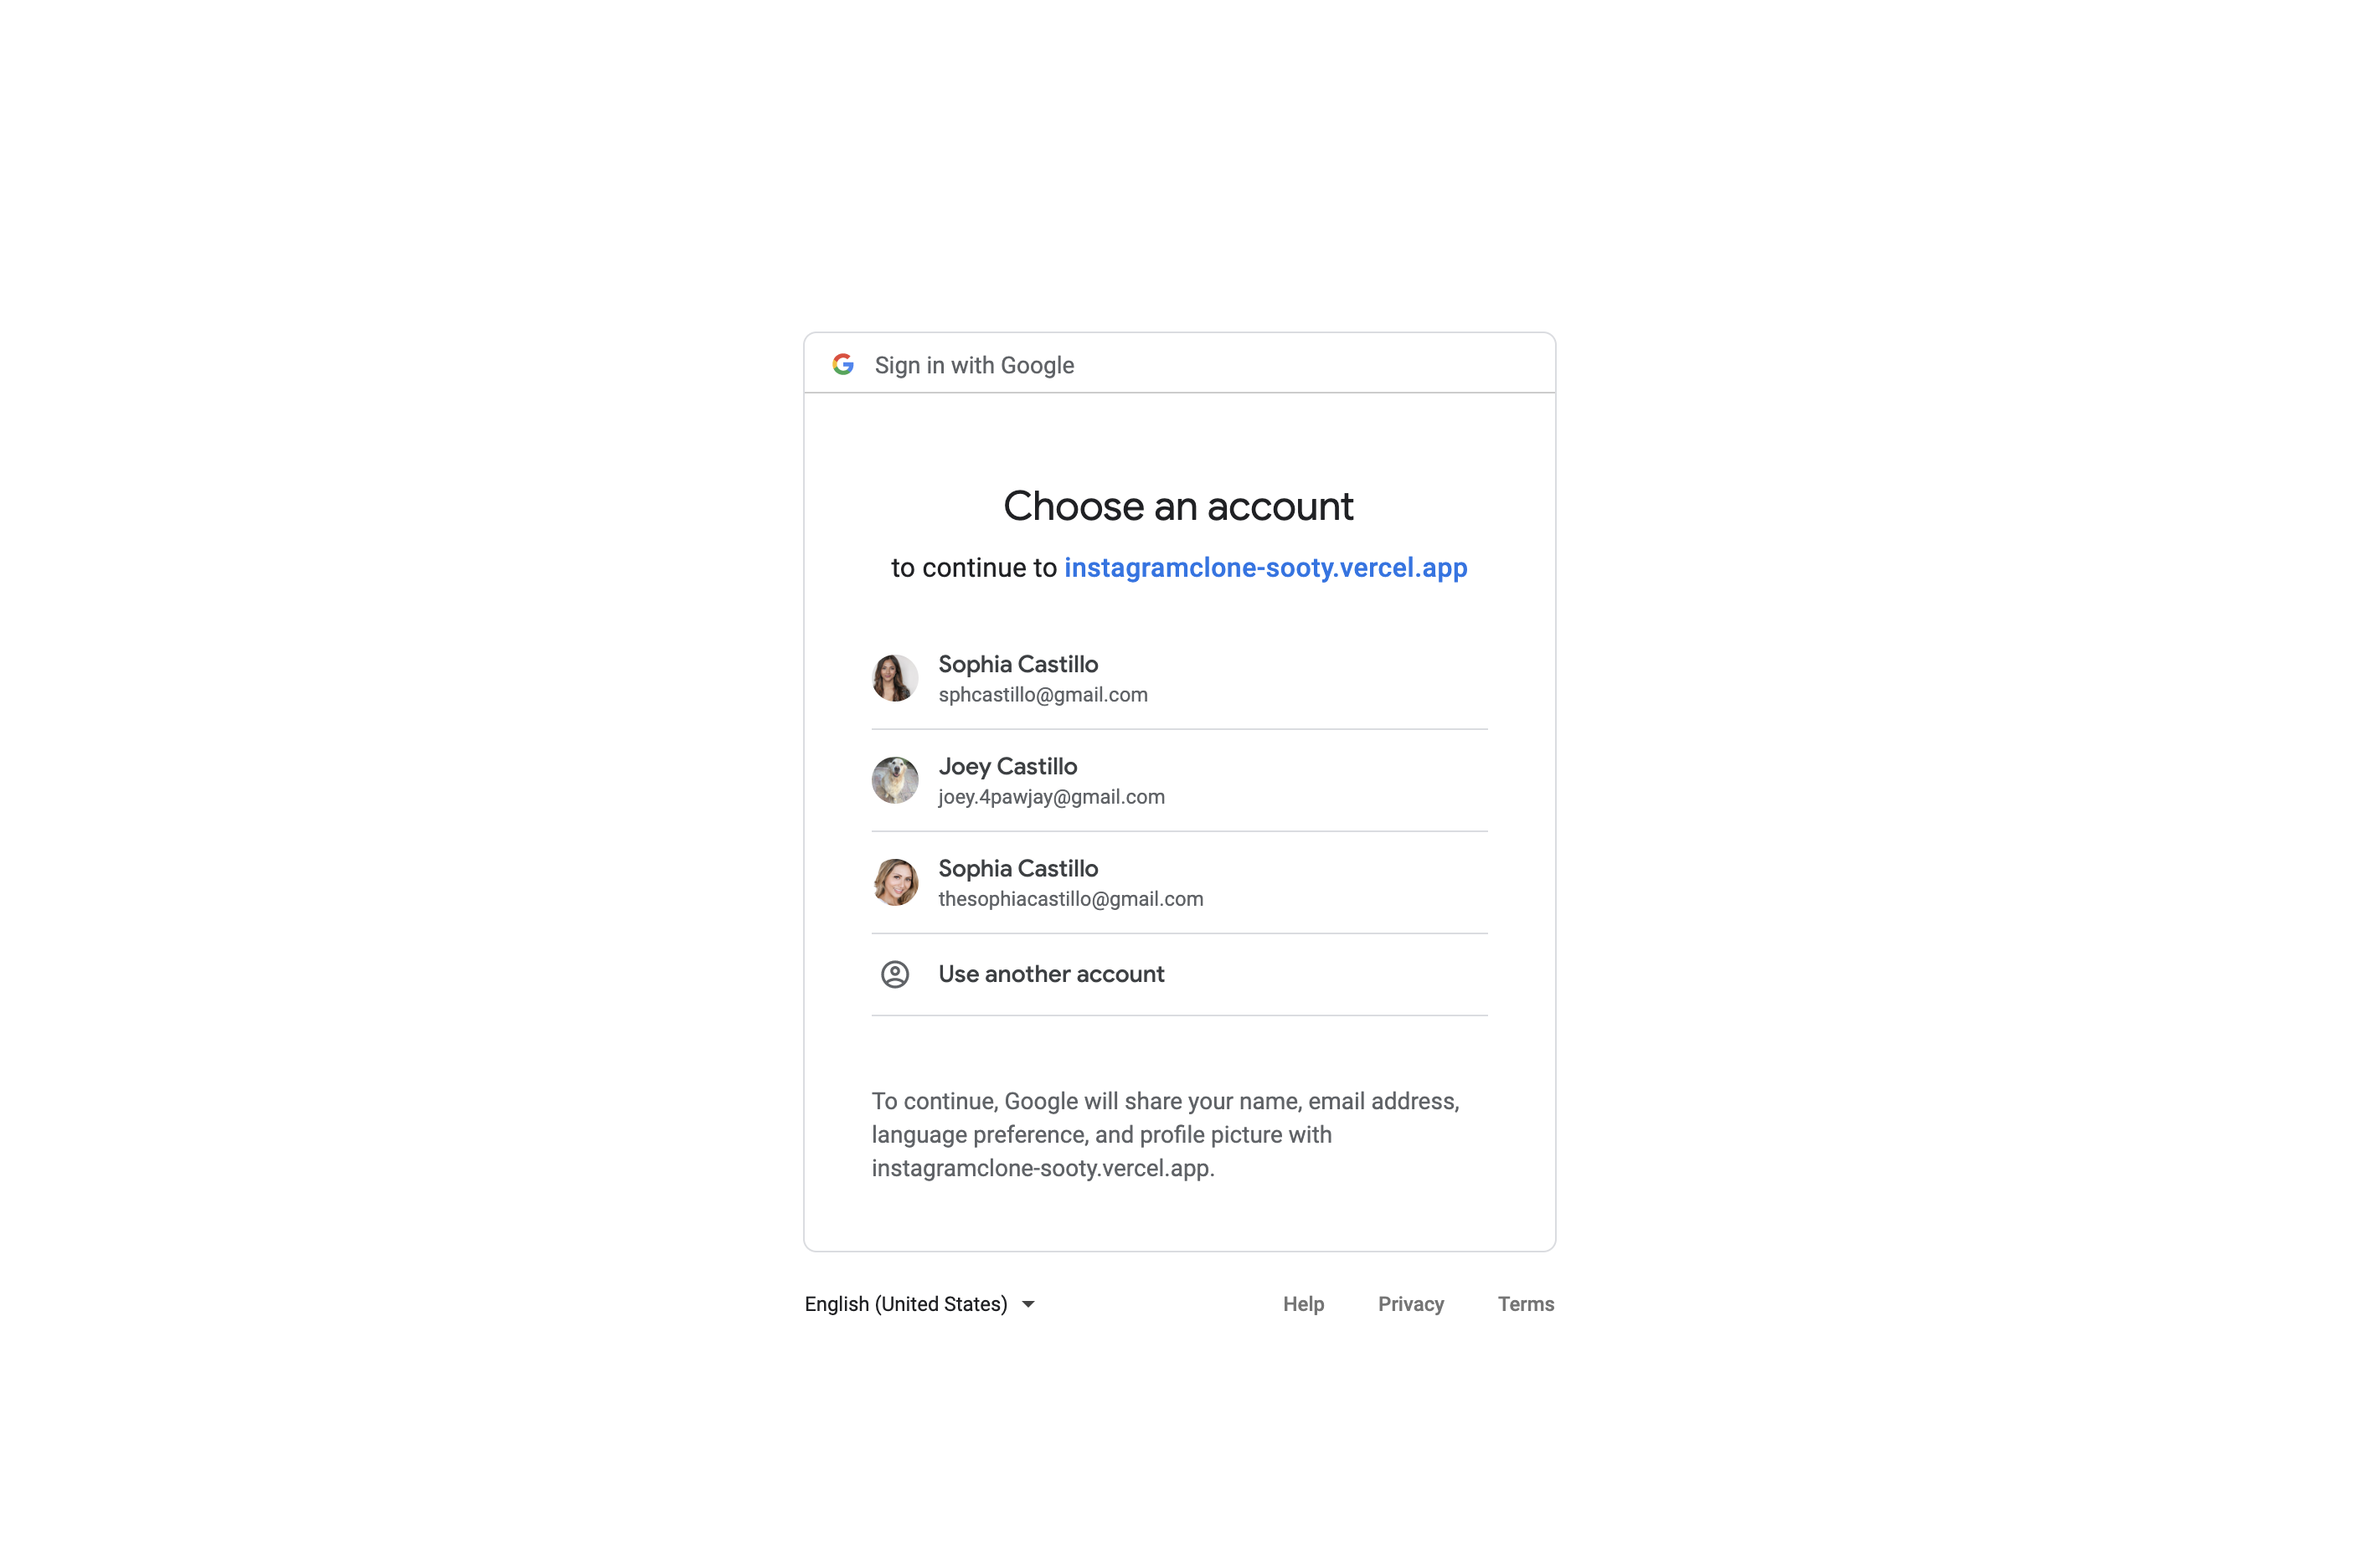 Sign in with Google
Choose an account
to continue to instagramclone-sooty.vercel.app
Sophia Castillo
sphcastillo@gmail.com
Joey Castillo
joey.4pawjay@gmail.com
Sophia Castillo
thesophiacastillo@gmail.com
Use another account
To continue, Google will share your name, email address,
language preference, and profile picture with
instagramclone-sooty.vercel.app.
English (United States)
Help Privacy Terms